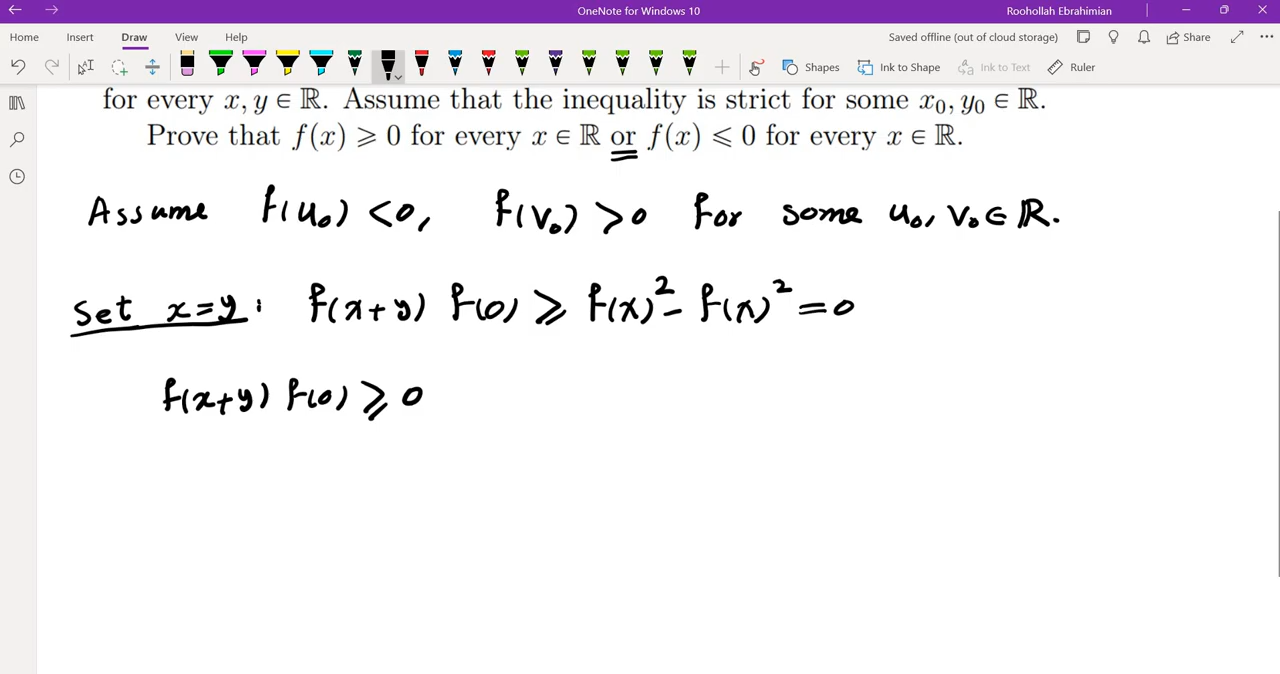 OneNote for Windows 10
Roohollah Ebrahimian
Home Insert Draw View Help
Saved offline (out of cloud storage) Share
Shapes Ink to Shape Ink to Text Ruler
for every x, y ∈ ℝ. Assume that the inequality is strict for some x₀, y₀ ∈ ℝ.
Prove that f(x) ⩾ 0 for every x ∈ ℝ or f(x) ⩽ 0 for every x ∈ ℝ.
Assume f(u₀) < 0, f(v₀) > 0 for some u₀, v₀ ∈ ℝ.
Set x = y: f(x+y) f(0) ⩾ f(x)² - f(x)² = 0
f(x+y) f(0) ⩾ 0